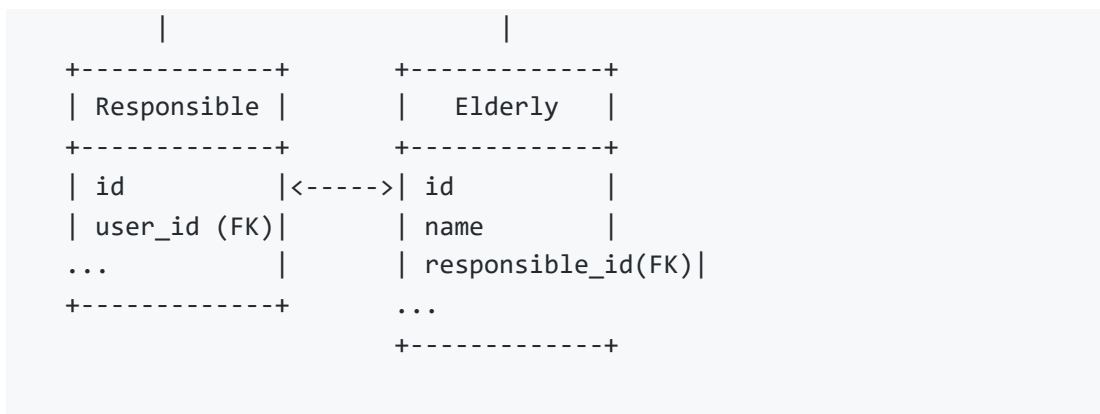 |                    |
+-------------+      +-------------+
| Responsible |      |   Elderly   |
+-------------+      +-------------+
| id          |<----->| id          |
| user_id (FK)|      | name        |
...           |      | responsible_id(FK)|
+-------------+      ...
                     +-------------+